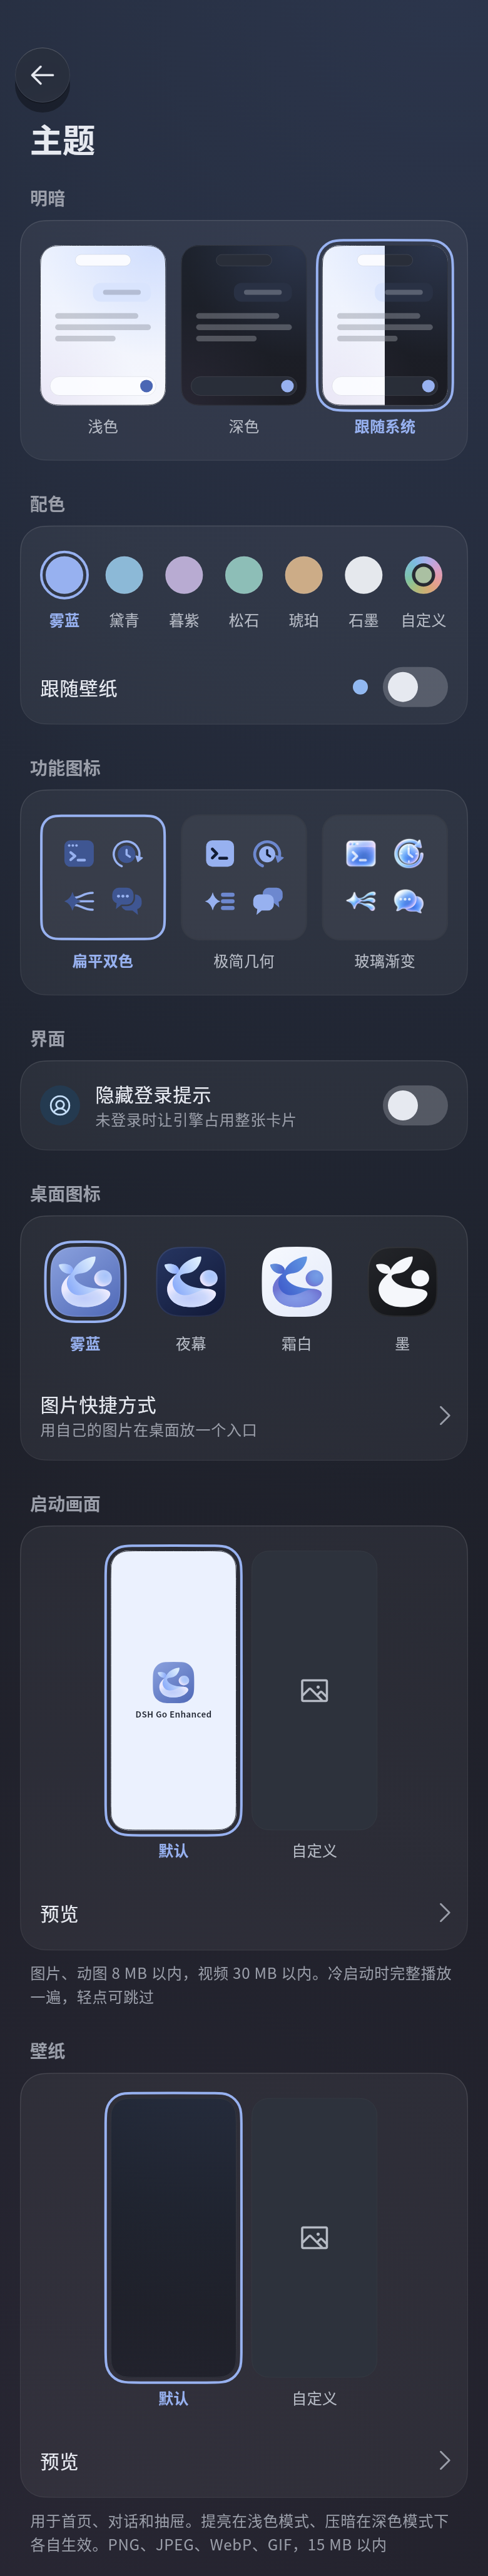 主题
明暗
浅色
深色
跟随系统
配色
雾蓝
黛青
暮紫
松石
琥珀
石墨
自定义
跟随壁纸
功能图标
扁平双色
极简几何
玻璃渐变
界面
隐藏登录提示
未登录时让引擎占用整张卡片
桌面图标
雾蓝
夜幕
霜白
墨
图片快捷方式
用自己的图片在桌面放一个入口
启动画面
DSH Go Enhanced
默认
自定义
预览
图片、动图 8 MB 以内，视频 30 MB 以内。冷启动时完整播放
一遍，轻点可跳过
壁纸
默认
自定义
预览
用于首页、对话和抽屉。提亮在浅色模式、压暗在深色模式下
各自生效。PNG、JPEG、WebP、GIF，15 MB 以内